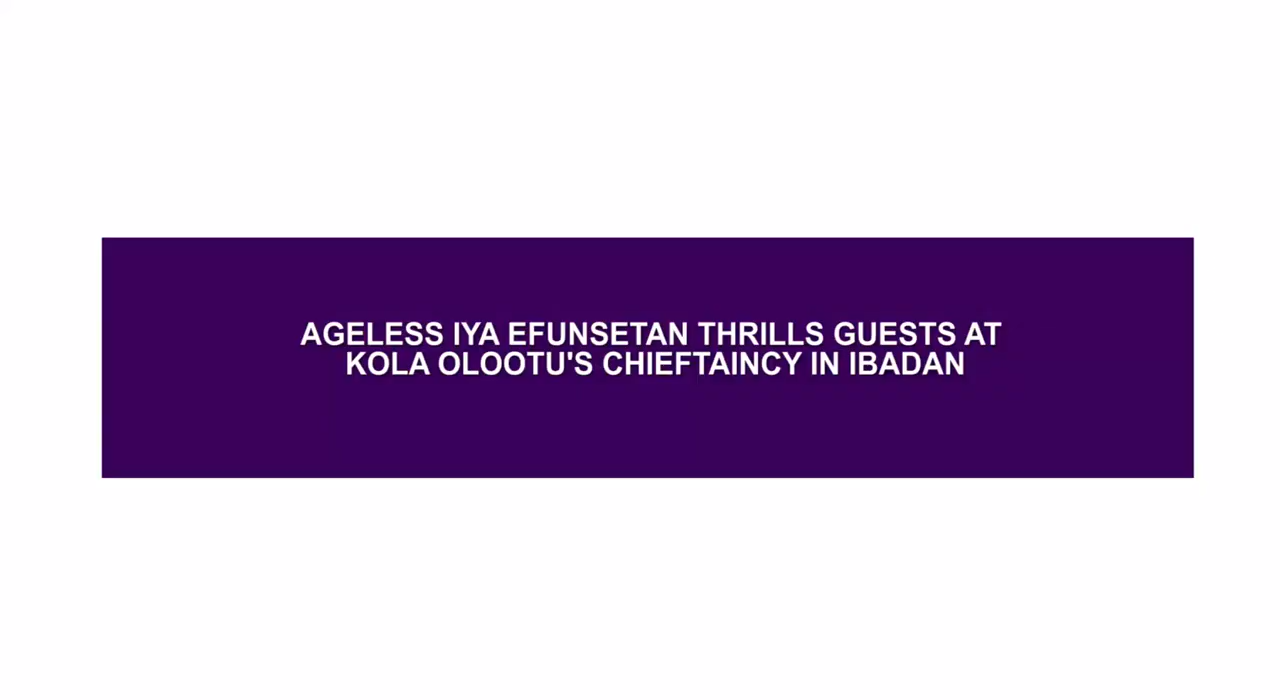 AGELESS IYA EFUNSETAN THRILLS GUESTS AT
KOLA OLOOTU'S CHIEFTAINCY IN IBADAN